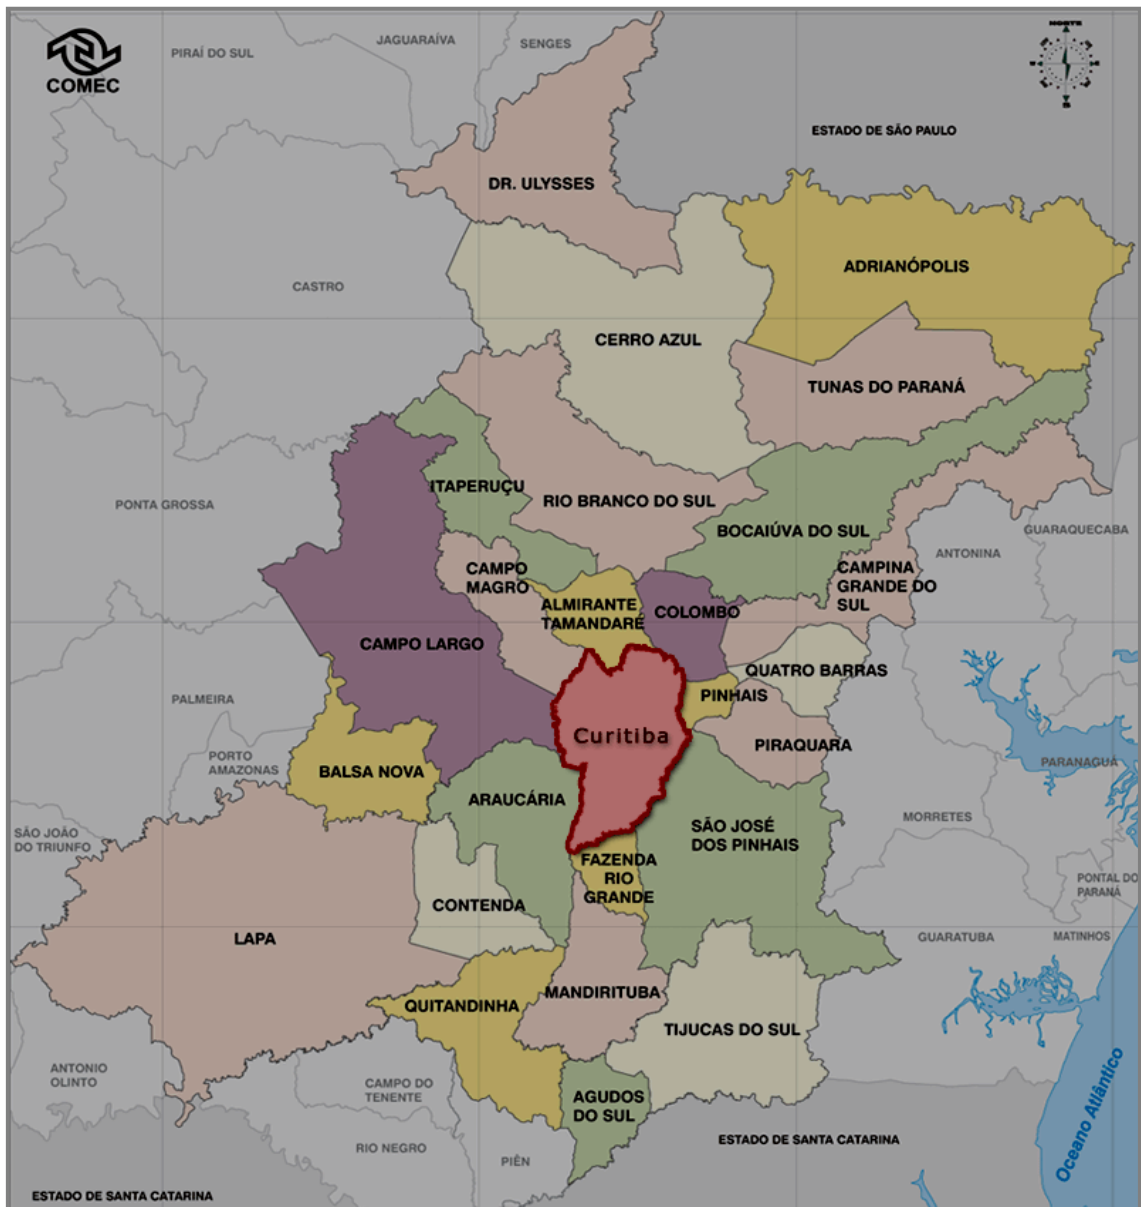 JAGUARAÍVA
SENGES
NORTE
PIRAÍ DO SUL
COMEC
S
ESTADO DE SÃO PAULO
DR. ULYSSES
ADRIANÓPOLIS
CASTRO
CERRO AZUL
TUNAS DO PARANÁ
ITAPERUÇU
RIO BRANCO DO SUL
PONTA GROSSA
BOCAIÚVA DO SUL
GUARAQUECABA
ANTONINA
CAMPO
MAGRO
CAMPINA
GRANDE DO
SUL
ALMIRANTE
TAMANDARÉ
COLOMBO
CAMPO LARGO
QUATRO BARRAS
PALMEIRA
PINHAIS
Curitiba
PIRAQUARA
PORTO
AMAZONAS
BALSA NOVA
PARANAGUÁ
ARAUCÁRIA
SÃO JOSÉ
DOS PINHAIS
MORRETES
SÃO JOÃO
DO TRIUNFO
FAZENDA
RIO
GRANDE
PONTAL DO
PARANÁ
CONTENDA
LAPA
GUARATUBA
MATINHOS
MANDIRITUBA
QUITANDINHA
TIJUCAS DO SUL
ANTONIO
OLINTO
CAMPO DO
TENENTE
AGUDOS
DO SUL
Oceano Atlântico
RIO NEGRO
PIÊN
ESTADO DE SANTA CATARINA
ESTADO DE SANTA CATARINA